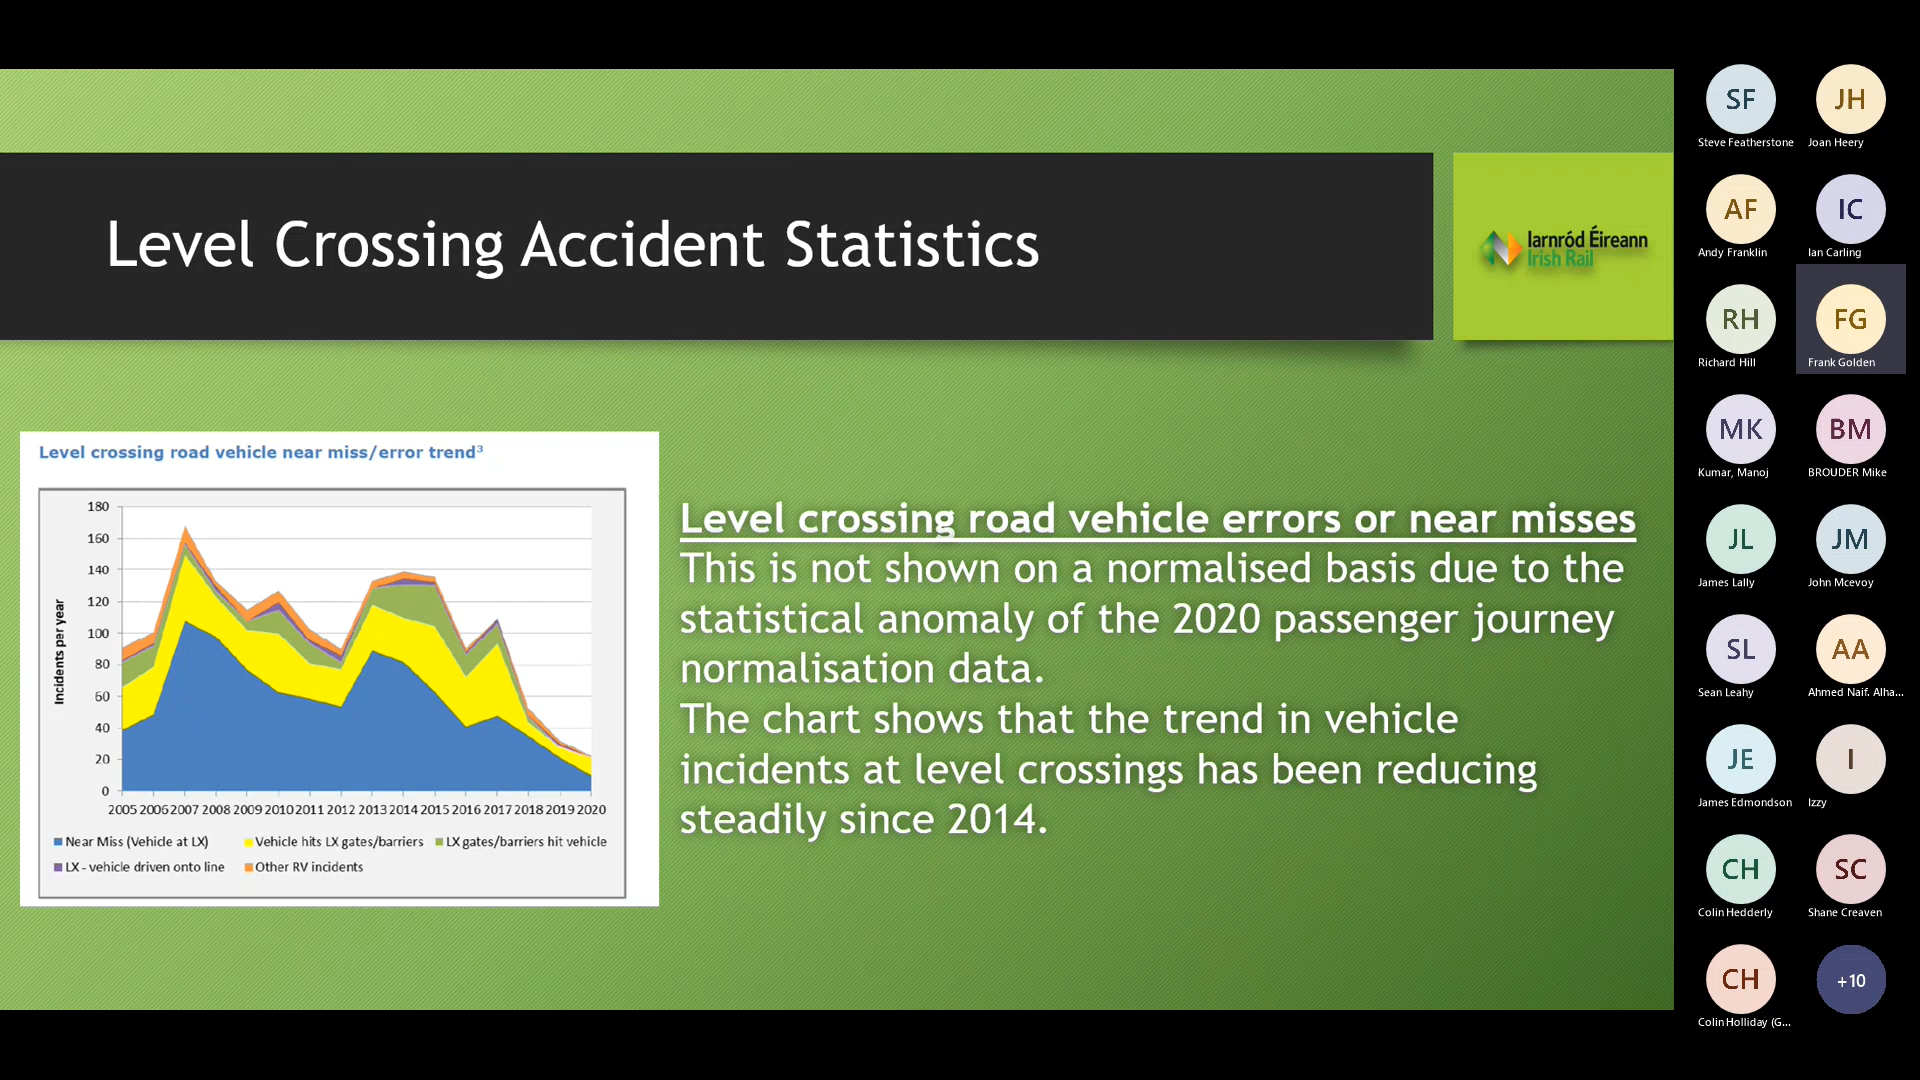 Level Crossing Accident Statistics
Iarnród Éireann
Irish Rail
Level crossing road vehicle near miss/error trend³
Incidents per year
180
160
140
120
100
80
60
40
20
0
2005 2006 2007 2008 2009 2010 2011 2012 2013 2014 2015 2016 2017 2018 2019 2020
Near Miss (Vehicle at LX) Vehicle hits LX gates/barriers LX gates/barriers hit vehicle
LX - vehicle driven onto line Other RV incidents
Level crossing road vehicle errors or near misses
This is not shown on a normalised basis due to the
statistical anomaly of the 2020 passenger journey
normalisation data.
The chart shows that the trend in vehicle
incidents at level crossings has been reducing
steadily since 2014.
SF JH
Steve Featherstone Joan Heery
AF IC
Andy Franklin Ian Carling
RH FG
Richard Hill Frank Golden
MK BM
Kumar, Manoj BROUDER Mike
JL JM
James Lally John Mcevoy
SL AA
Sean Leahy Ahmed Naif. Alha...
JE I
James Edmondson Izzy
CH SC
Colin Hedderly Shane Creaven
CH +10
Colin Holliday (G...